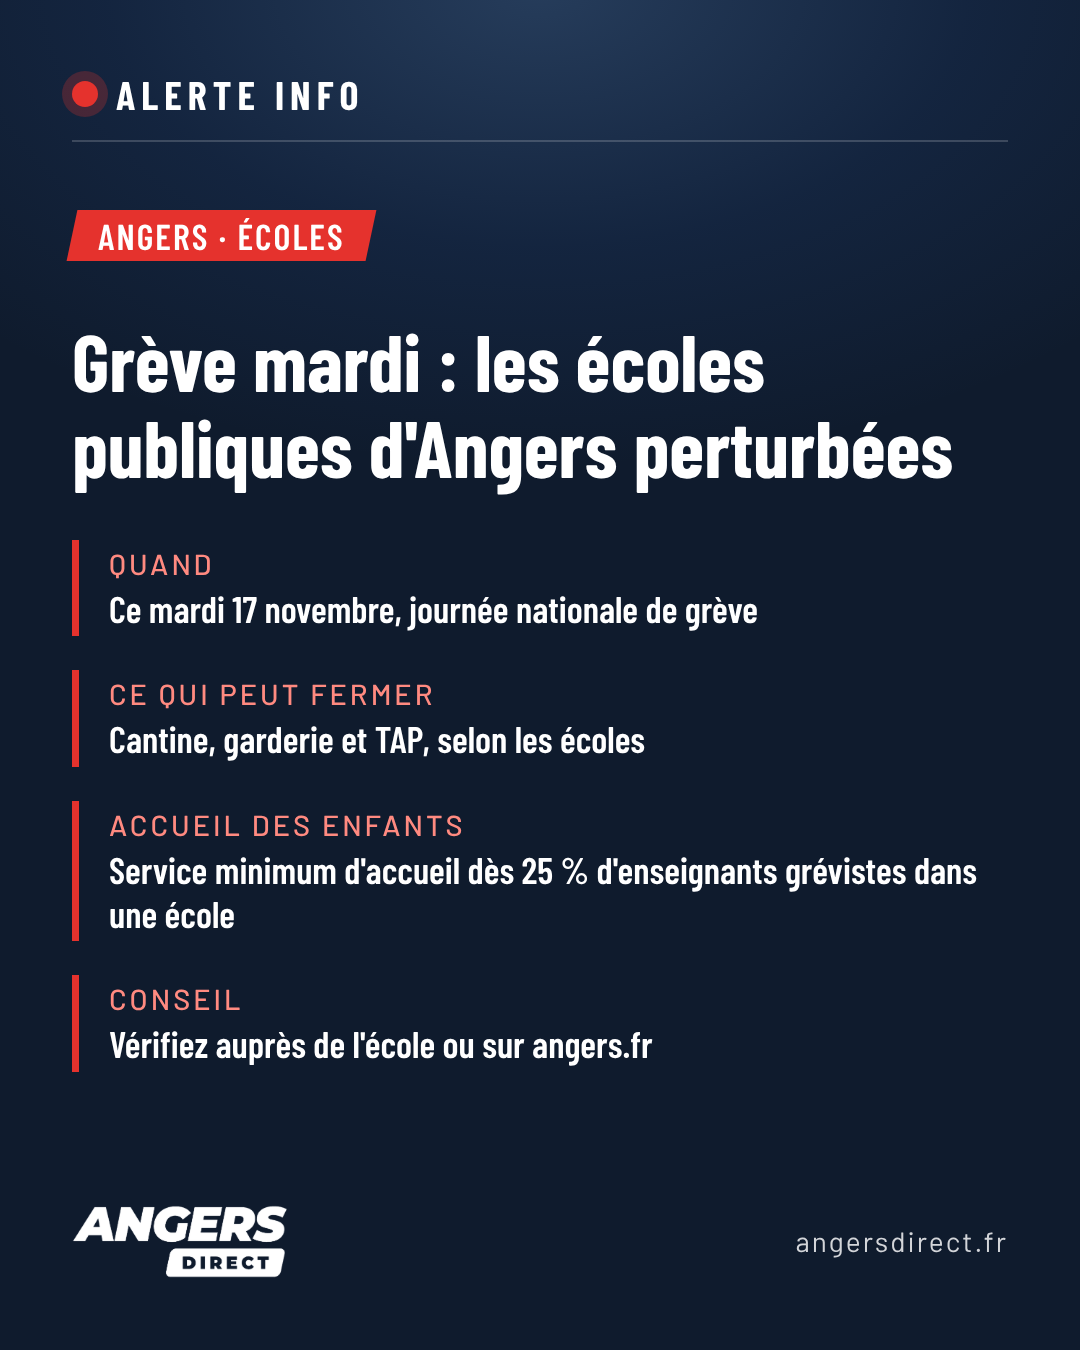 ALERTE INFO
ANGERS · ÉCOLES
Grève mardi : les écoles
publiques d'Angers perturbées
QUAND
Ce mardi 17 novembre, journée nationale de grève
CE QUI PEUT FERMER
Cantine, garderie et TAP, selon les écoles
ACCUEIL DES ENFANTS
Service minimum d'accueil dès 25 % d'enseignants grévistes dans
une école
CONSEIL
Vérifiez auprès de l'école ou sur angers.fr
ANGERS
DIRECT
angersdirect.fr